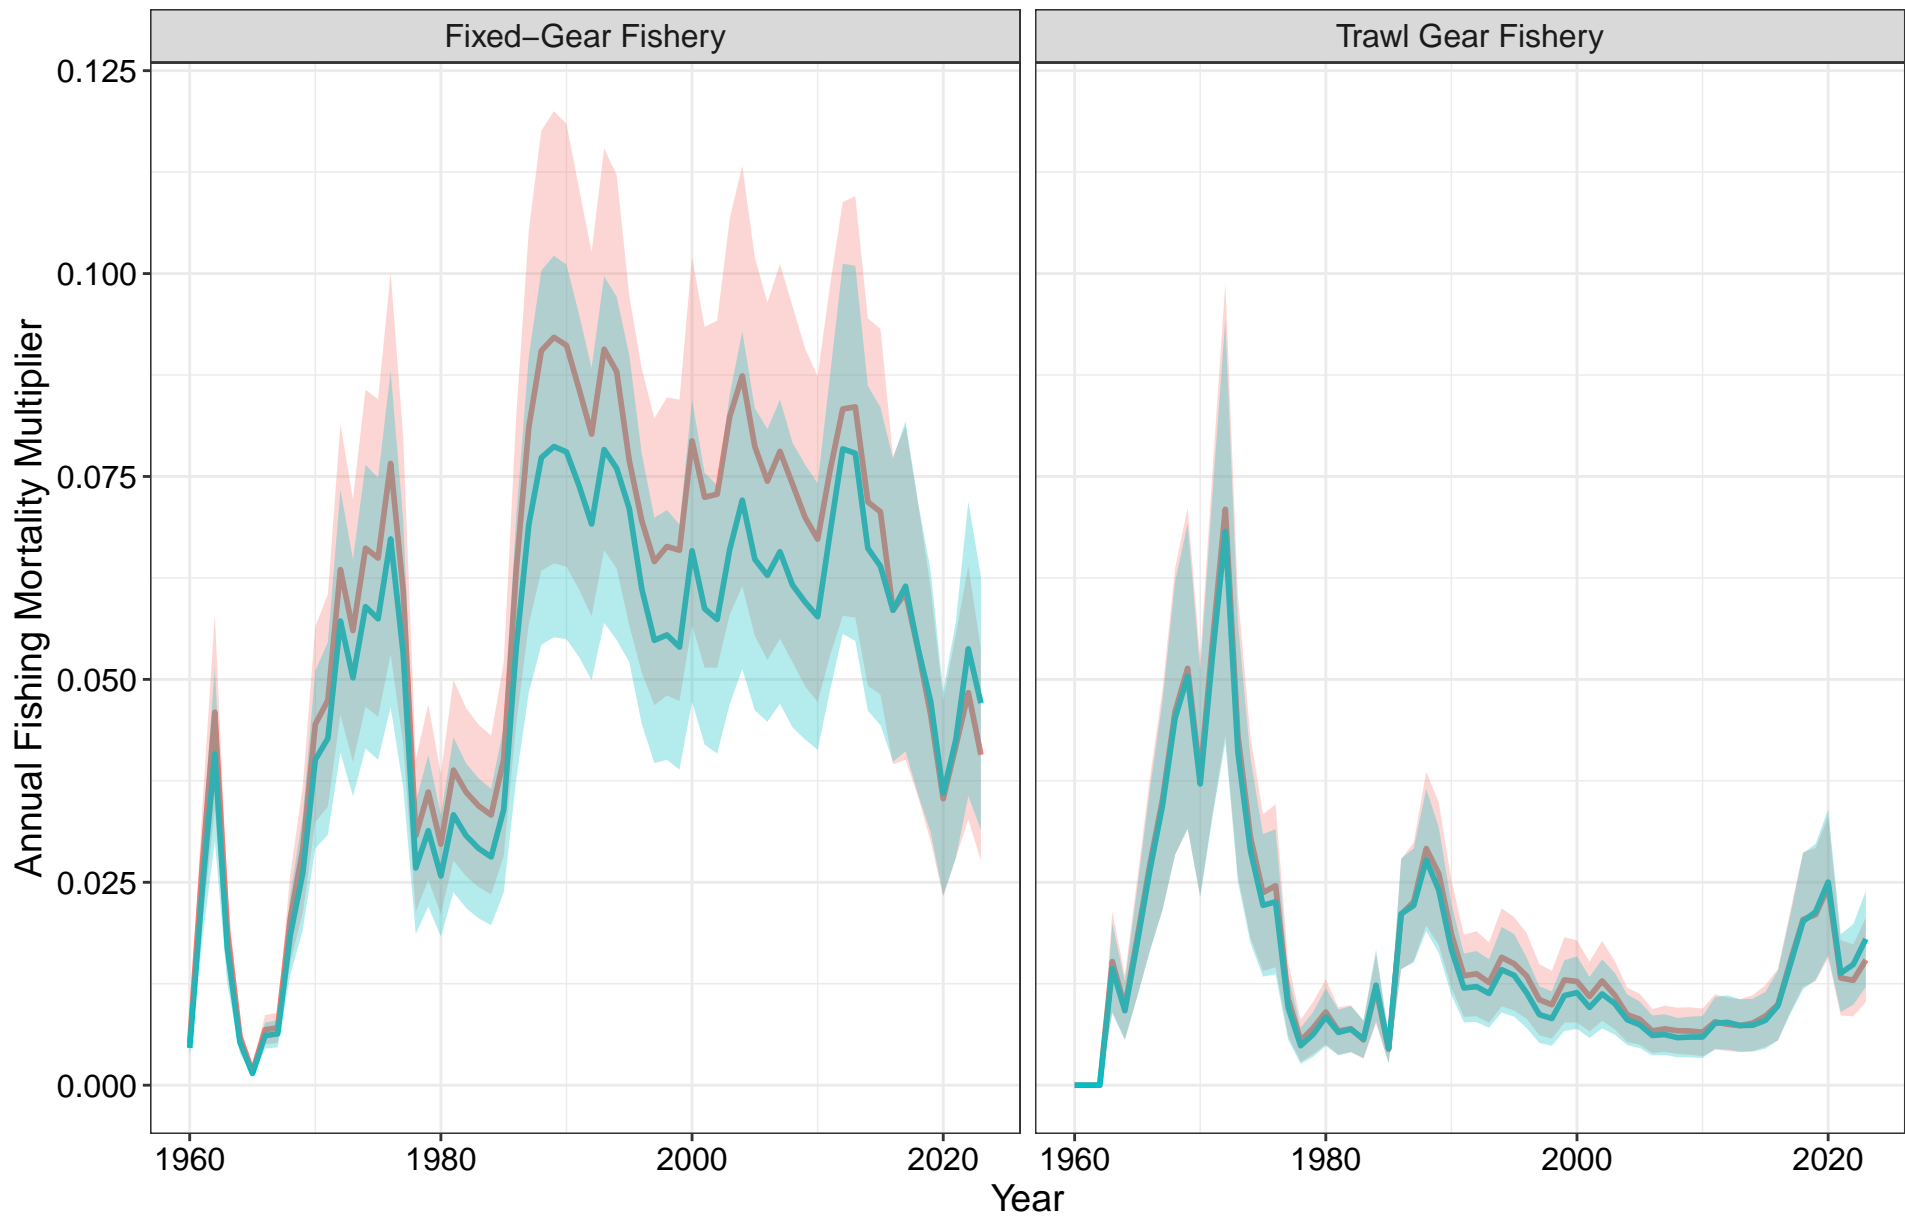 Fixed−Gear Fishery
Trawl Gear Fishery
Annual Fishing Mortality Multiplier
0.125
0.100
0.075
0.050
0.025
0.000
1960 1980 2000 2020
1960 1980 2000 2020
Year